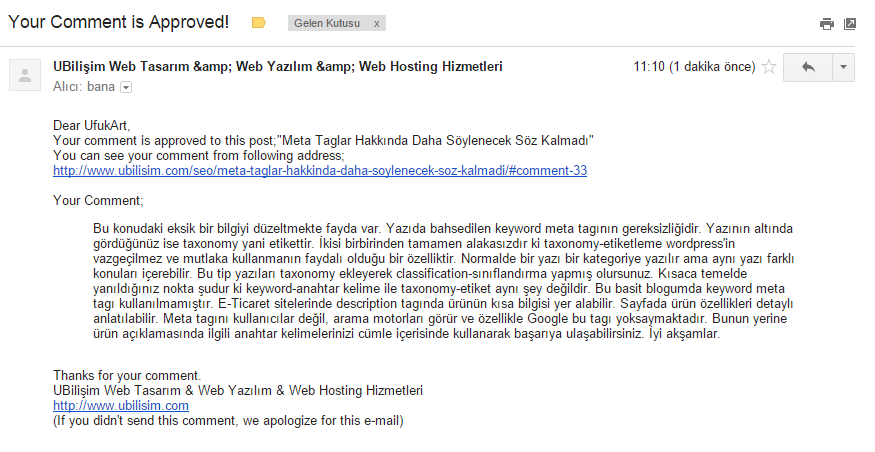 Your Comment is Approved!
Gelen Kutusu x
UBilişim Web Tasarım &amp; Web Yazılım &amp; Web Hosting Hizmetleri
11:10 (1 dakika önce)
Alıcı: bana
Dear UfukArt,
Your comment is approved to this post;"Meta Taglar Hakkında Daha Söylenecek Söz Kalmadı"
You can see your comment from following address;
http://www.ubilisim.com/seo/meta-taglar-hakkinda-daha-soylenecek-soz-kalmadi/#comment-33
Your Comment;
Bu konudaki eksik bir bilgiyi düzeltmekte fayda var. Yazıda bahsedilen keyword meta tagının gereksizliğidir. Yazının altında
gördüğünüz ise taxonomy yani etikettir. İkisi birbirinden tamamen alakasızdır ki taxonomy-etiketleme wordpress'in
vazgeçilmez ve mutlaka kullanmanın faydalı olduğu bir özelliktir. Normalde bir yazı bir kategoriye yazılır ama aynı yazı farklı
konuları içerebilir. Bu tip yazıları taxonomy ekleyerek classification-sınıflandırma yapmış olursunuz. Kısaca temelde
yanıldığınız nokta şudur ki keyword-anahtar kelime ile taxonomy-etiket aynı şey değildir. Bu basit blogumda keyword meta
tagı kullanılmamıştır. E-Ticaret sitelerinde description tagında ürünün kısa bilgisi yer alabilir. Sayfada ürün özellikleri detaylı
anlatılabilir. Meta tagını kullanıcılar değil, arama motorları görür ve özellikle Google bu tagı yoksaymaktadır. Bunun yerine
ürün açıklamasında ilgili anahtar kelimelerinizi cümle içerisinde kullanarak başarıya ulaşabilirsiniz. İyi akşamlar.
Thanks for your comment.
UBilişim Web Tasarım & Web Yazılım & Web Hosting Hizmetleri
http://www.ubilisim.com
(If you didn't send this comment, we apologize for this e-mail)